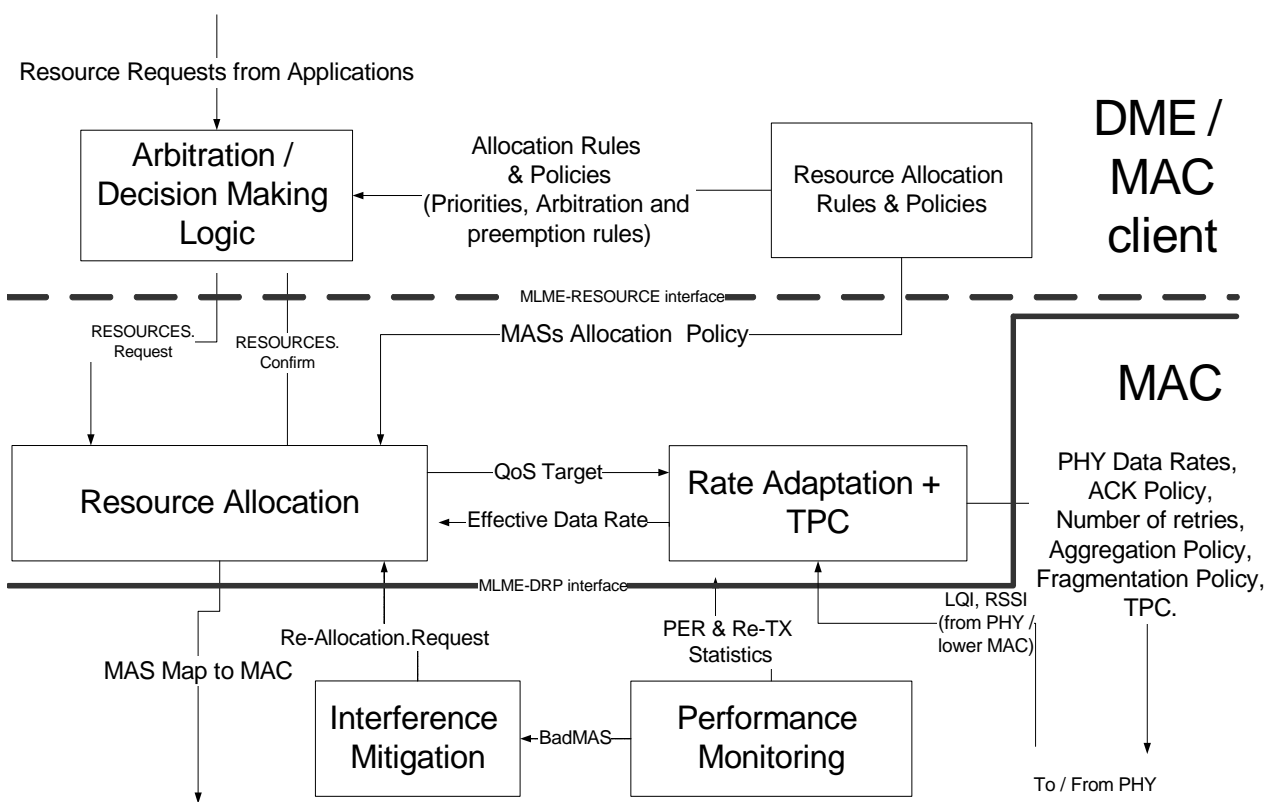 Resource Requests from Applications
Arbitration /
Decision Making
Logic
Allocation Rules
& Policies
(Priorities, Arbitration and
preemption rules)
Resource Allocation
Rules & Policies
DME /
MAC
client
MLME-RESOURCE interface
RESOURCES.
Request
RESOURCES.
Confirm
MASs Allocation Policy
MAC
Resource Allocation
QoS Target
Effective Data Rate
Rate Adaptation +
TPC
PHY Data Rates,
ACK Policy,
Number of retries,
Aggregation Policy,
Fragmentation Policy,
TPC.
MLME-DRP interface
Re-Allocation.Request
PER & Re-TX
Statistics
LQI, RSSI
(from PHY /
lower MAC)
MAS Map to MAC
Interference
Mitigation
BadMAS
Performance
Monitoring
To / From PHY